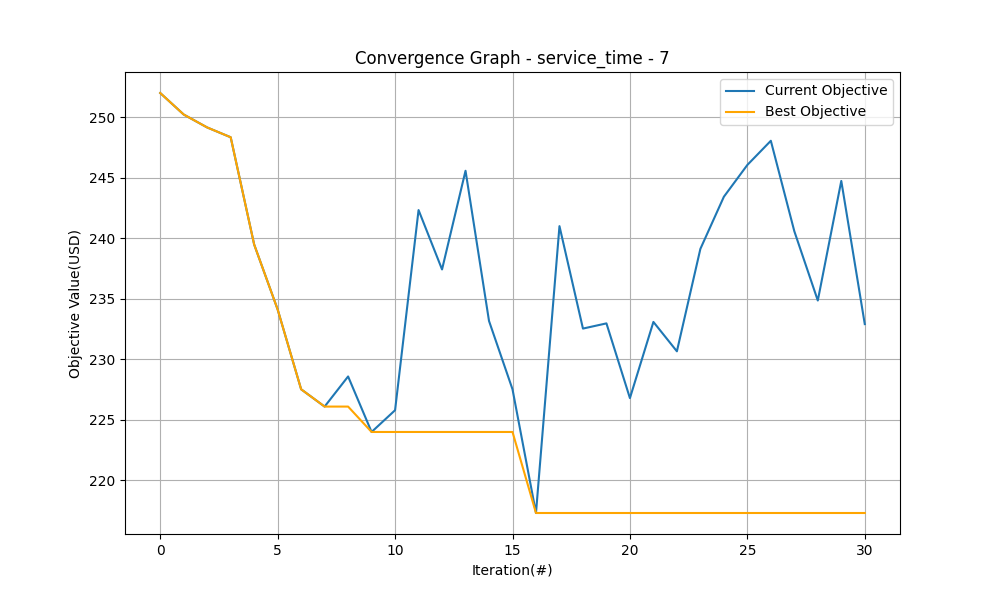 Convergence Graph - service_time - 7
Current Objective
Best Objective
Objective Value(USD)
250
245
240
235
230
225
220
0 5 10 15 20 25 30
Iteration(#)